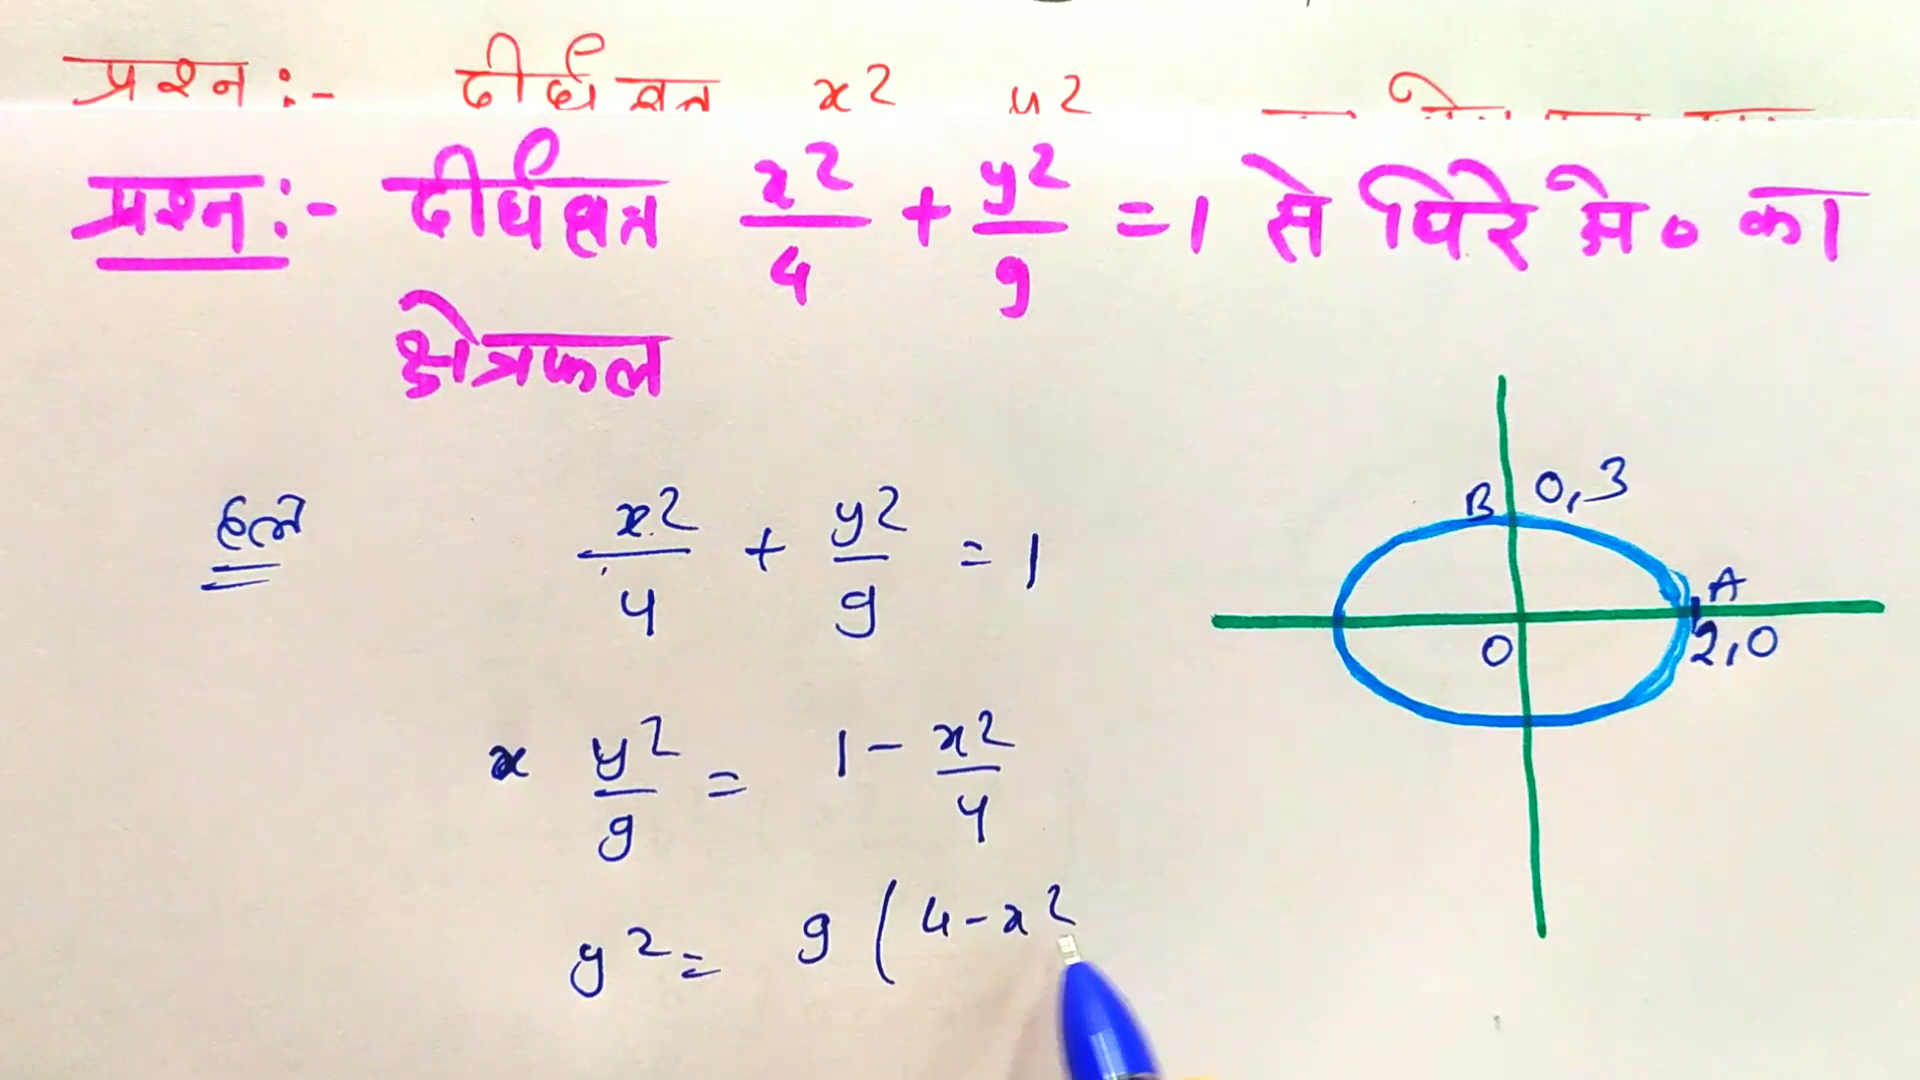 प्रश्न :- दीर्घवृत्त x² y²
प्रश्न :- दीर्घवृत्त x²/4 + y²/9 = 1 से घिरे क्षे० का
क्षेत्रफल
हल x²/4 + y²/9 = 1
B 0,3
A
O 2,0
x y²/9 = 1 - x²/4
y² = 9 ( 4 - x²